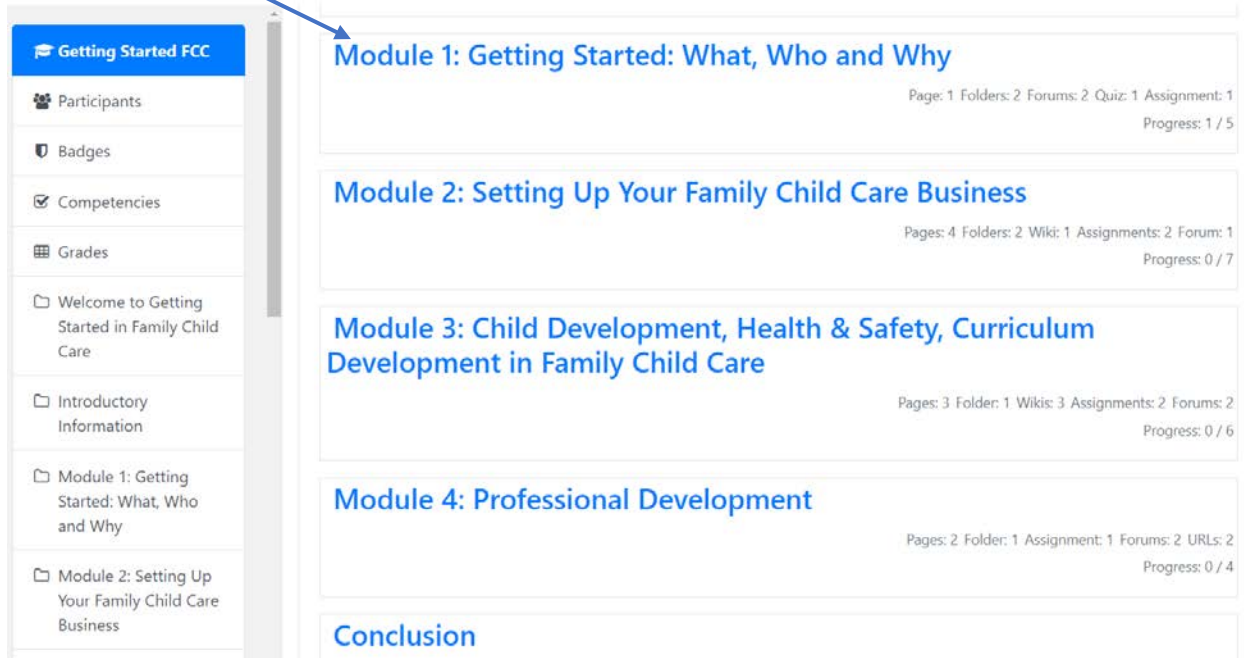 Getting Started FCC
Participants
Badges
Competencies
Grades
Welcome to Getting
Started in Family Child
Care
Introductory
Information
Module 1: Getting
Started: What, Who
and Why
Module 2: Setting Up
Your Family Child Care
Business
Module 1: Getting Started: What, Who and Why
Page: 1 Folders: 2 Forums: 2 Quiz: 1 Assignment: 1
Progress: 1 / 5
Module 2: Setting Up Your Family Child Care Business
Pages: 4 Folders: 2 Wiki: 1 Assignments: 2 Forum: 1
Progress: 0 / 7
Module 3: Child Development, Health & Safety, Curriculum
Development in Family Child Care
Pages: 3 Folder: 1 Wikis: 3 Assignments: 2 Forums: 2
Progress: 0 / 6
Module 4: Professional Development
Pages: 2 Folder: 1 Assignment: 1 Forums: 2 URLs: 2
Progress: 0 / 4
Conclusion